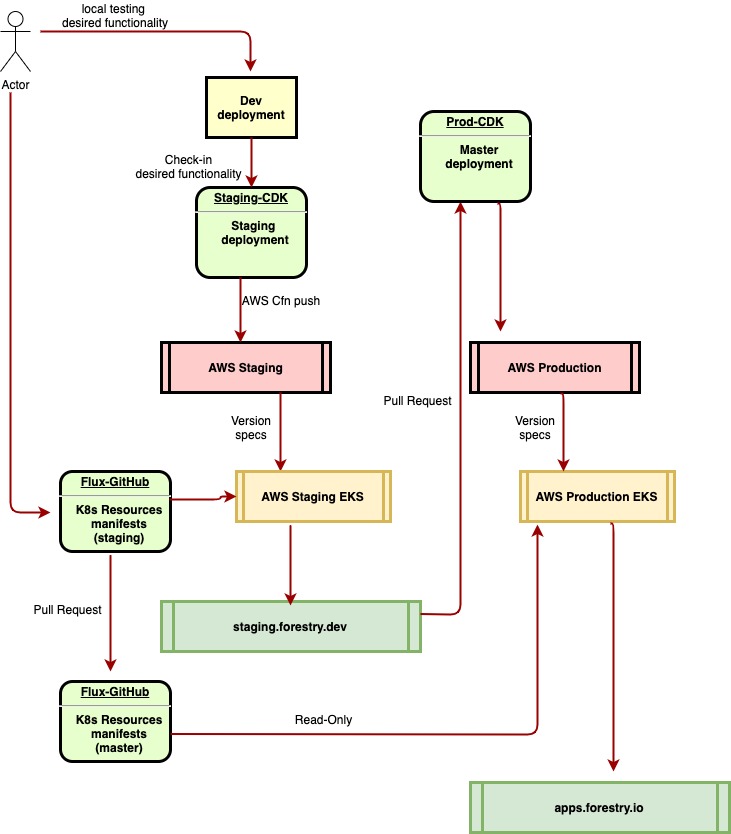 local testing
desired functionality
Actor
Dev
deployment
Check-in
desired functionality
Staging-CDK
Staging
deployment
Prod-CDK
Master
deployment
AWS Cfn push
AWS Staging
AWS Production
Pull Request
Version
specs
Version
specs
Flux-GitHub
K8s Resources
manifests
(staging)
AWS Staging EKS
AWS Production EKS
Pull Request
staging.forestry.dev
Flux-GitHub
K8s Resources
manifests
(master)
Read-Only
apps.forestry.io